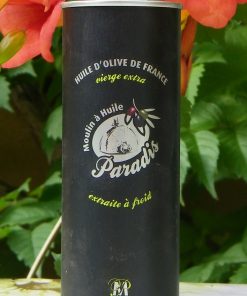 HUILE D'OLIVE DE FRANCE
vierge extra
Moulin à Huile
Paradis
extraite à froid